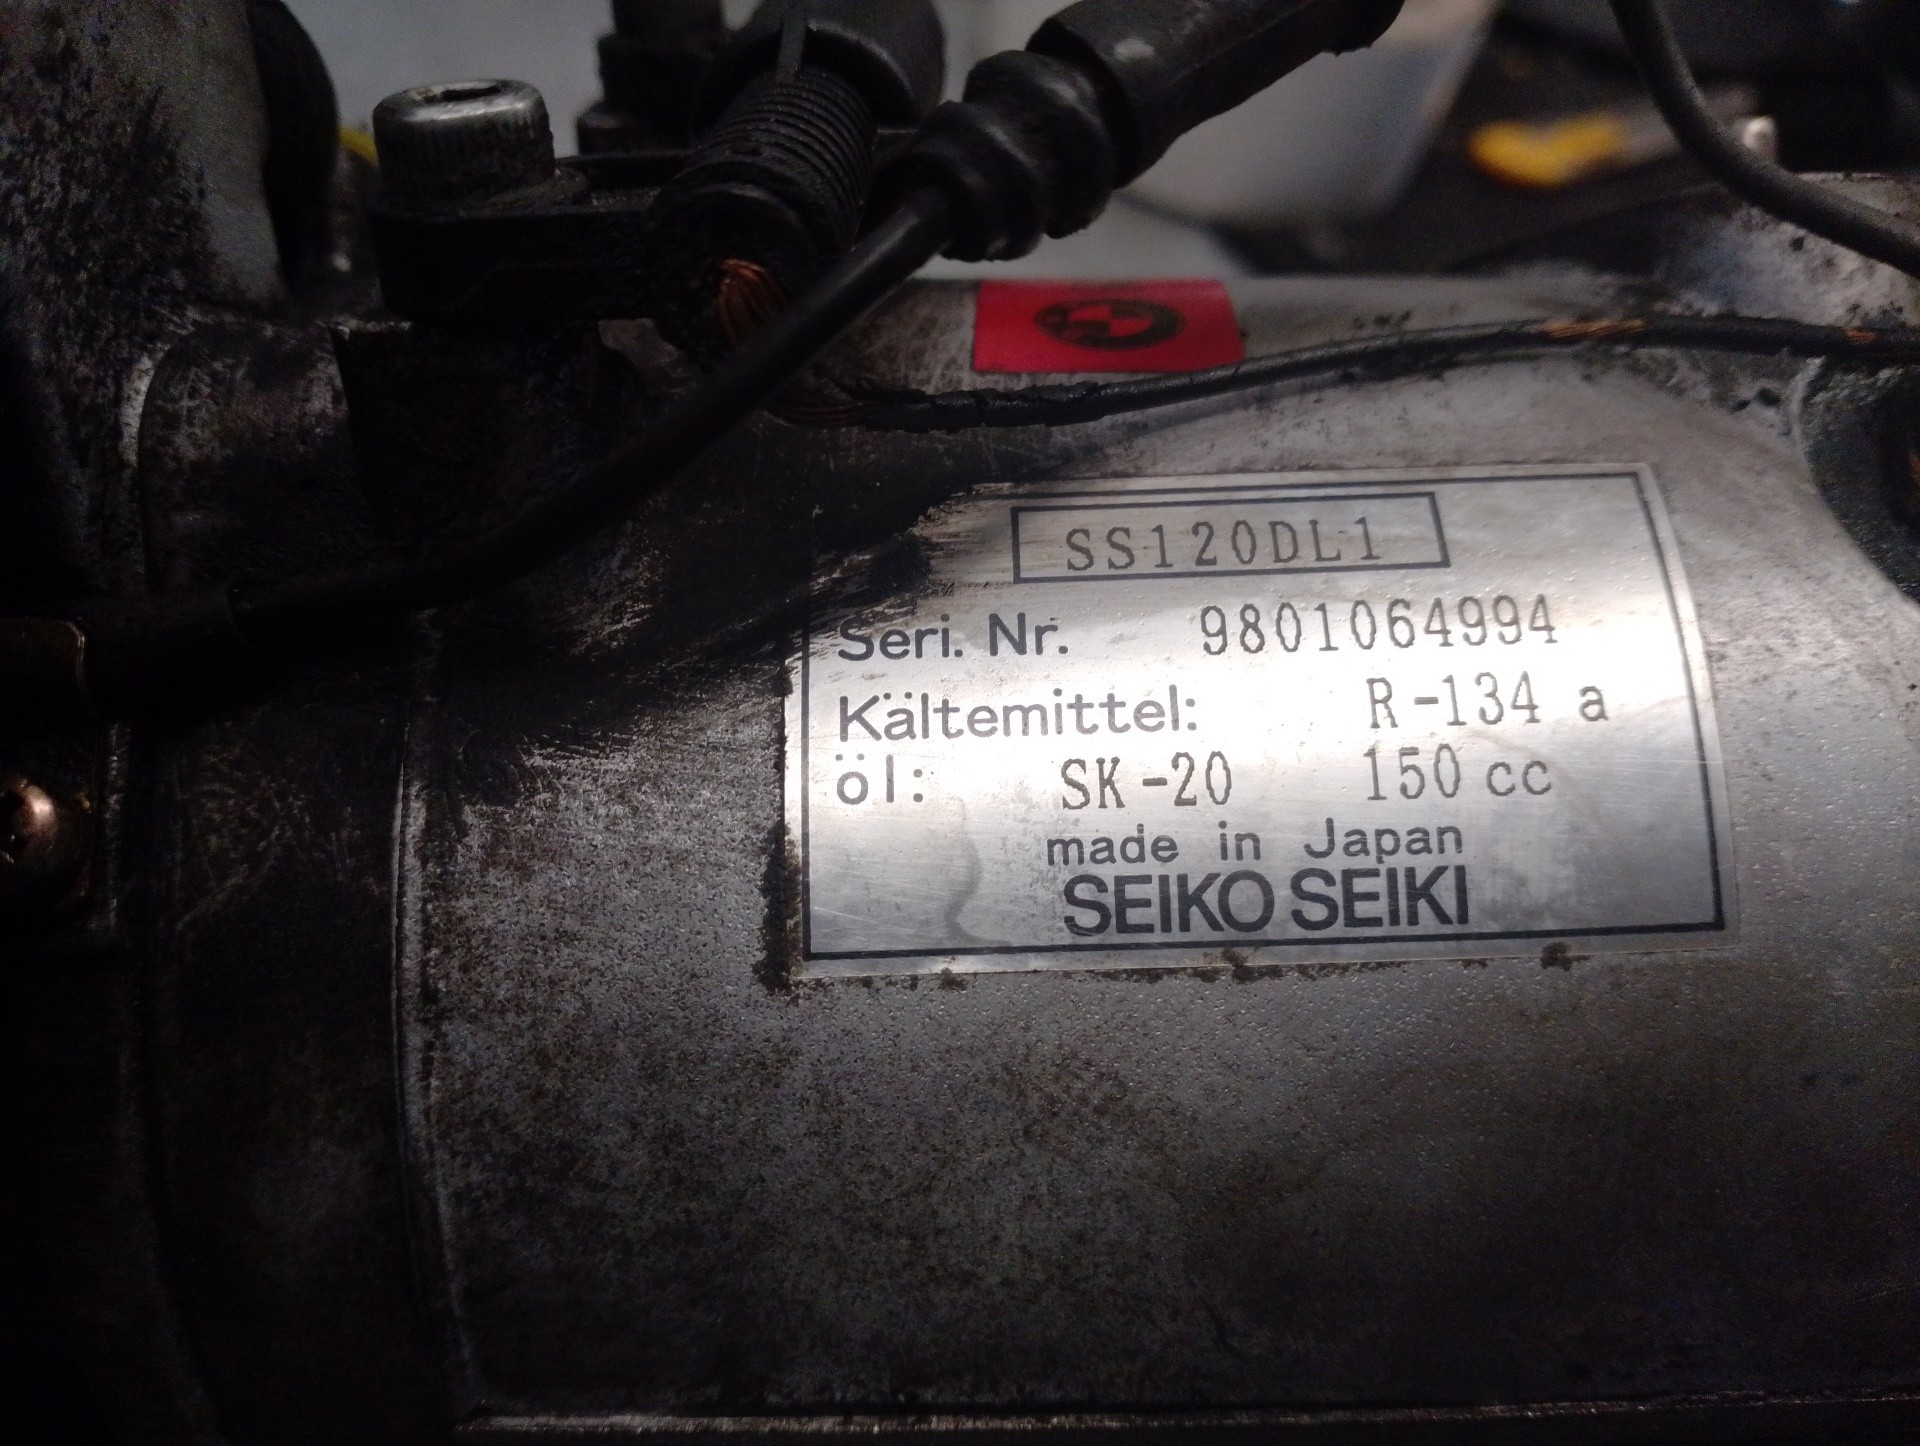 SS120DL1
Seri. Nr. 9801064994
Kältemittel: R-134 a
öl: SK-20 150 cc
made in Japan
SEIKO SEIKI